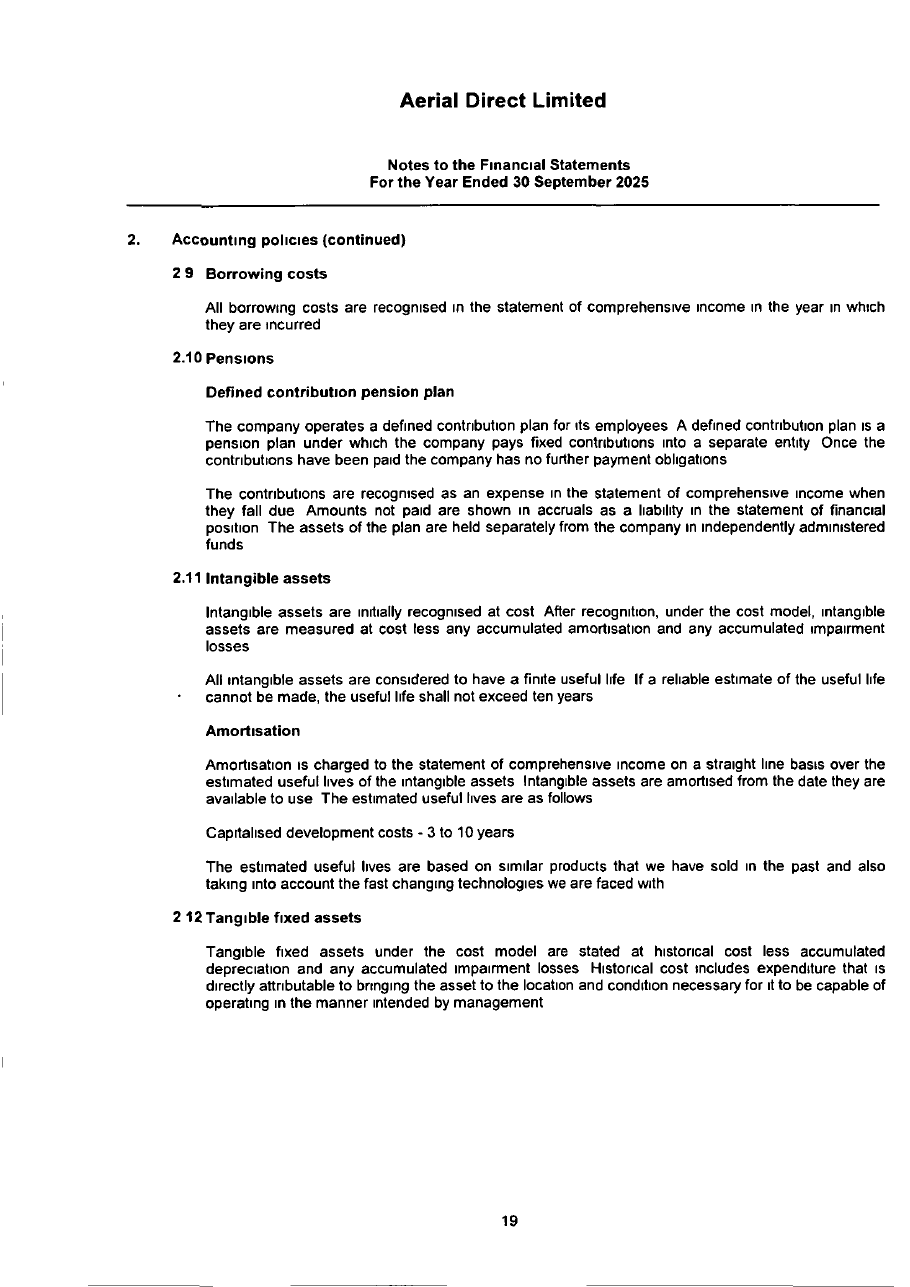 Aerial Direct Limited
Notes to the Financial Statements
For the Year Ended 30 September 2025
2. Accounting policies (continued)
2 9 Borrowing costs
All borrowing costs are recognised in the statement of comprehensive income in the year in which
they are incurred
2.10 Pensions
Defined contribution pension plan
The company operates a defined contribution plan for its employees A defined contribution plan is a
pension plan under which the company pays fixed contributions into a separate entity Once the
contributions have been paid the company has no further payment obligations
The contributions are recognised as an expense in the statement of comprehensive income when
they fall due Amounts not paid are shown in accruals as a liability in the statement of financial
position The assets of the plan are held separately from the company in independently administered
funds
2.11 Intangible assets
Intangible assets are initially recognised at cost After recognition, under the cost model, intangible
assets are measured at cost less any accumulated amortisation and any accumulated impairment
losses
All intangible assets are considered to have a finite useful life If a reliable estimate of the useful life
cannot be made, the useful life shall not exceed ten years
Amortisation
Amortisation is charged to the statement of comprehensive income on a straight line basis over the
estimated useful lives of the intangible assets Intangible assets are amortised from the date they are
available to use The estimated useful lives are as follows
Capitalised development costs - 3 to 10 years
The estimated useful lives are based on similar products that we have sold in the past and also
taking into account the fast changing technologies we are faced with
2 12 Tangible fixed assets
Tangible fixed assets under the cost model are stated at historical cost less accumulated
depreciation and any accumulated impairment losses Historical cost includes expenditure that is
directly attributable to bringing the asset to the location and condition necessary for it to be capable of
operating in the manner intended by management
19